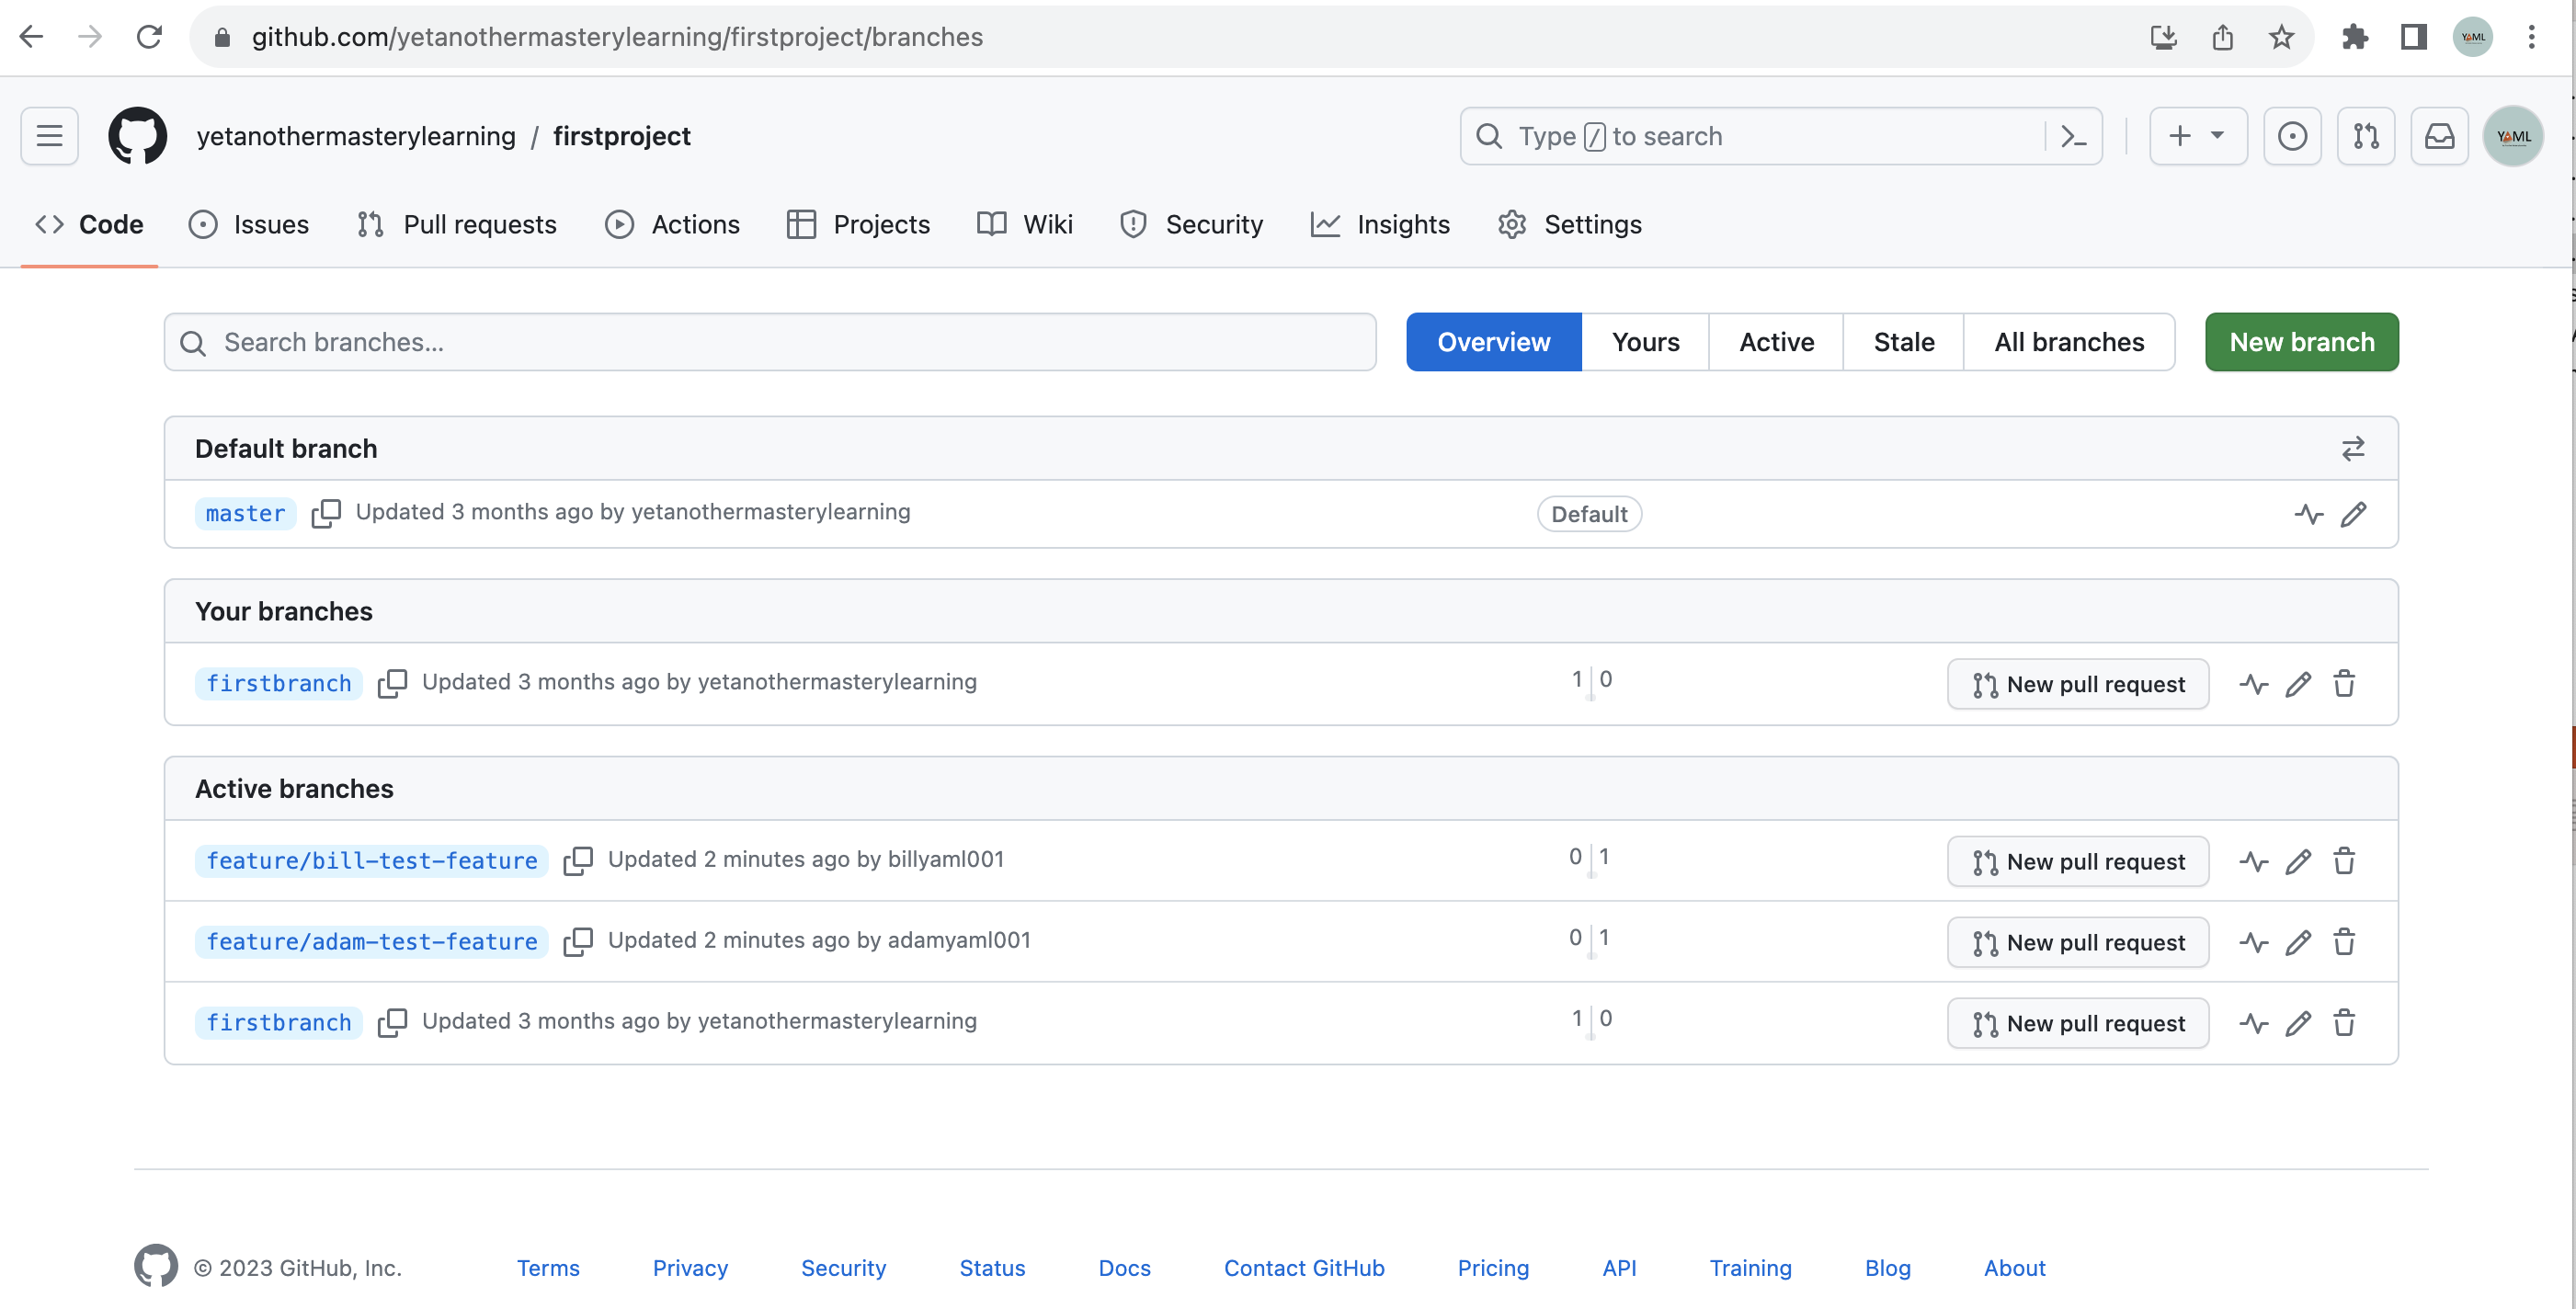 github.com/yetanothermasterylearning/firstproject/branches
YAML
yetanothermasterylearning / firstproject
Type / to search
YAML
Code Issues Pull requests Actions Projects Wiki Security Insights Settings
Search branches...
Overview Yours Active Stale All branches New branch
Default branch
master Updated 3 months ago by yetanothermasterylearning Default
Your branches
firstbranch Updated 3 months ago by yetanothermasterylearning 1 0 New pull request
Active branches
feature/bill-test-feature Updated 2 minutes ago by billyaml001 0 1 New pull request
feature/adam-test-feature Updated 2 minutes ago by adamyaml001 0 1 New pull request
firstbranch Updated 3 months ago by yetanothermasterylearning 1 0 New pull request
© 2023 GitHub, Inc. Terms Privacy Security Status Docs Contact GitHub Pricing API Training Blog About